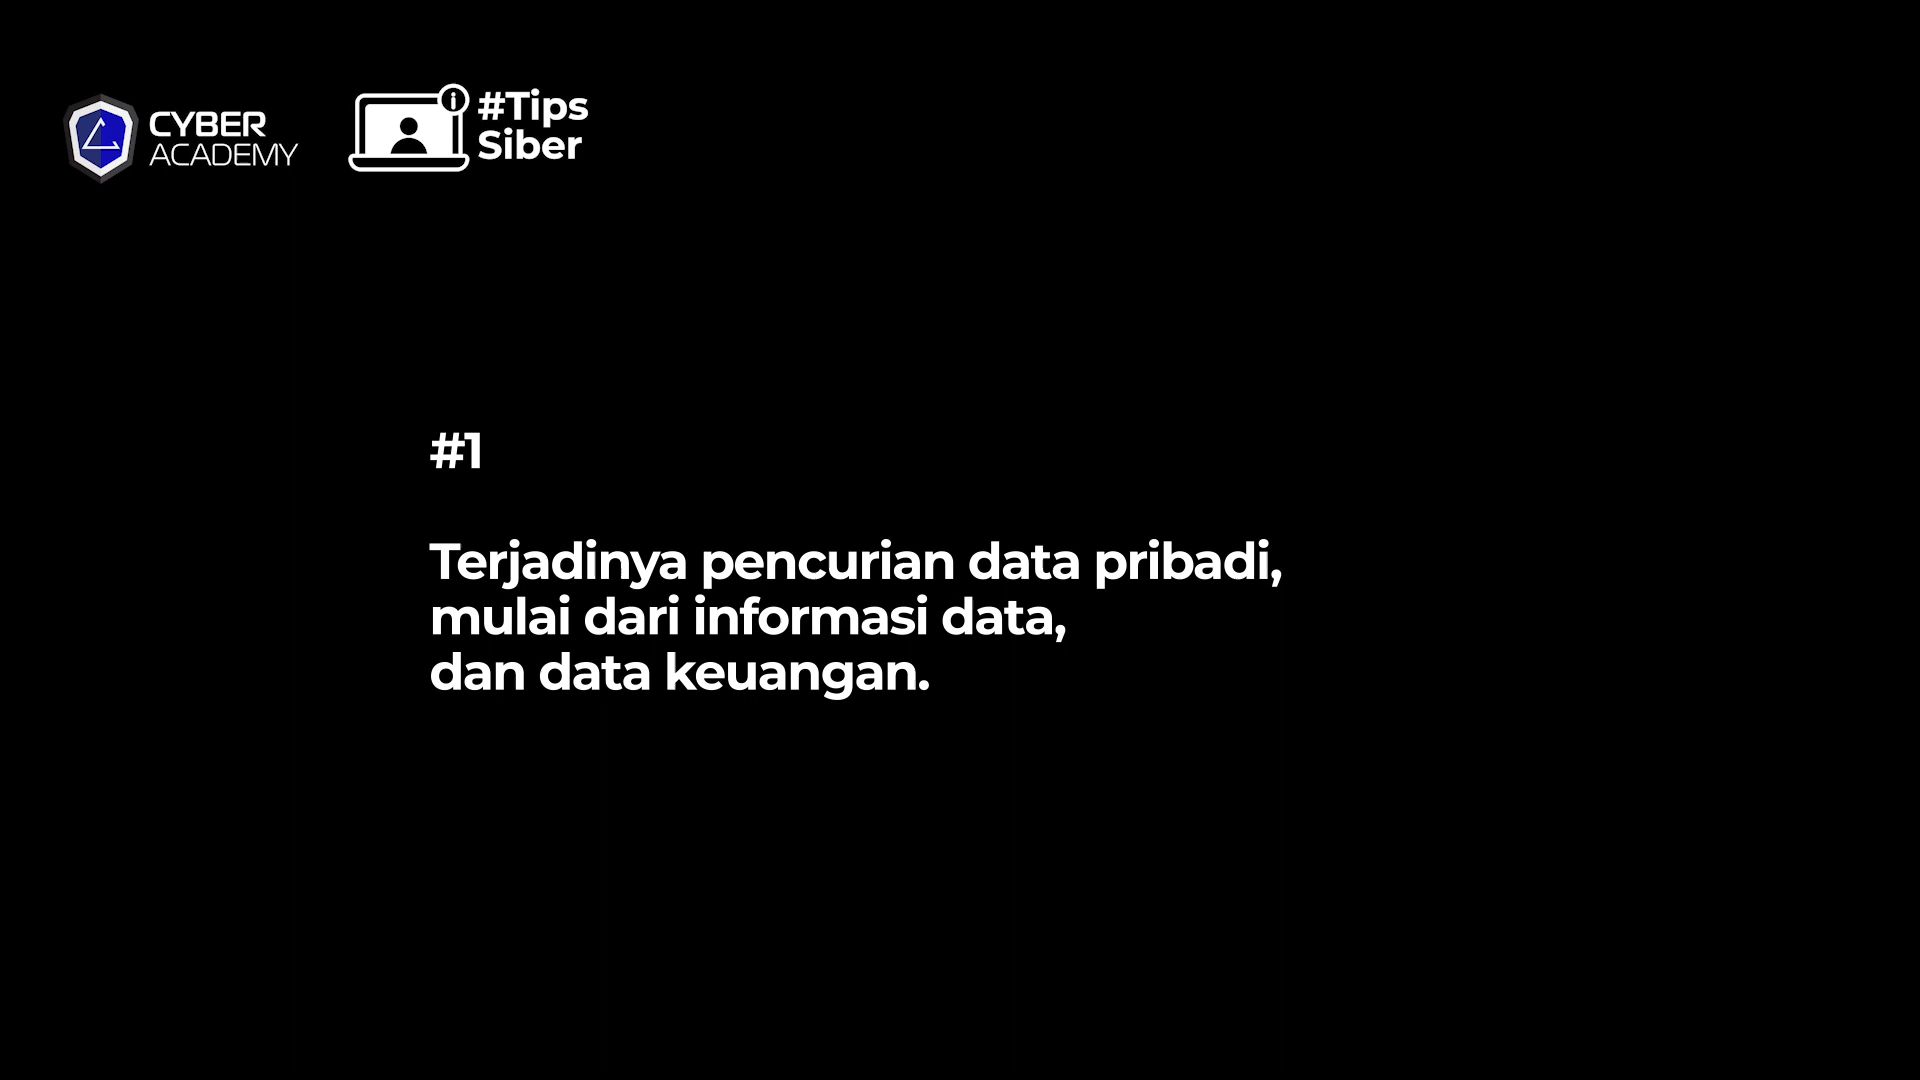 CYBER
ACADEMY
#Tips
Siber
#1
Terjadinya pencurian data pribadi,
mulai dari informasi data,
dan data keuangan.